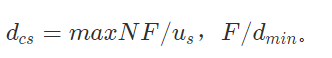 d_{cs} = maxNF/u_s，F/d_{min}。